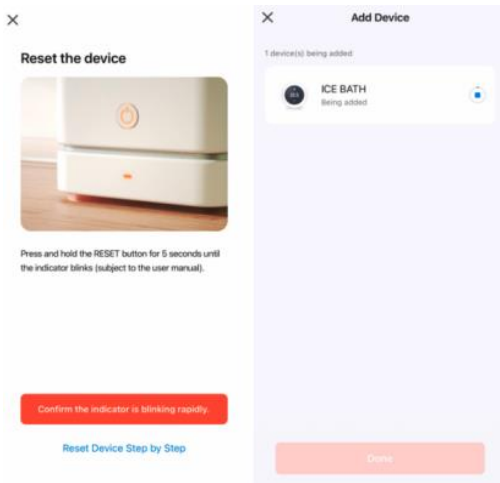 Reset the device
Press and hold the RESET button for 5 seconds until
the indicator blinks (subject to the user manual).
Confirm the indicator is blinking rapidly.
Reset Device Step by Step
Add Device
1 device(s) being added
ICE BATH
Being added
Done